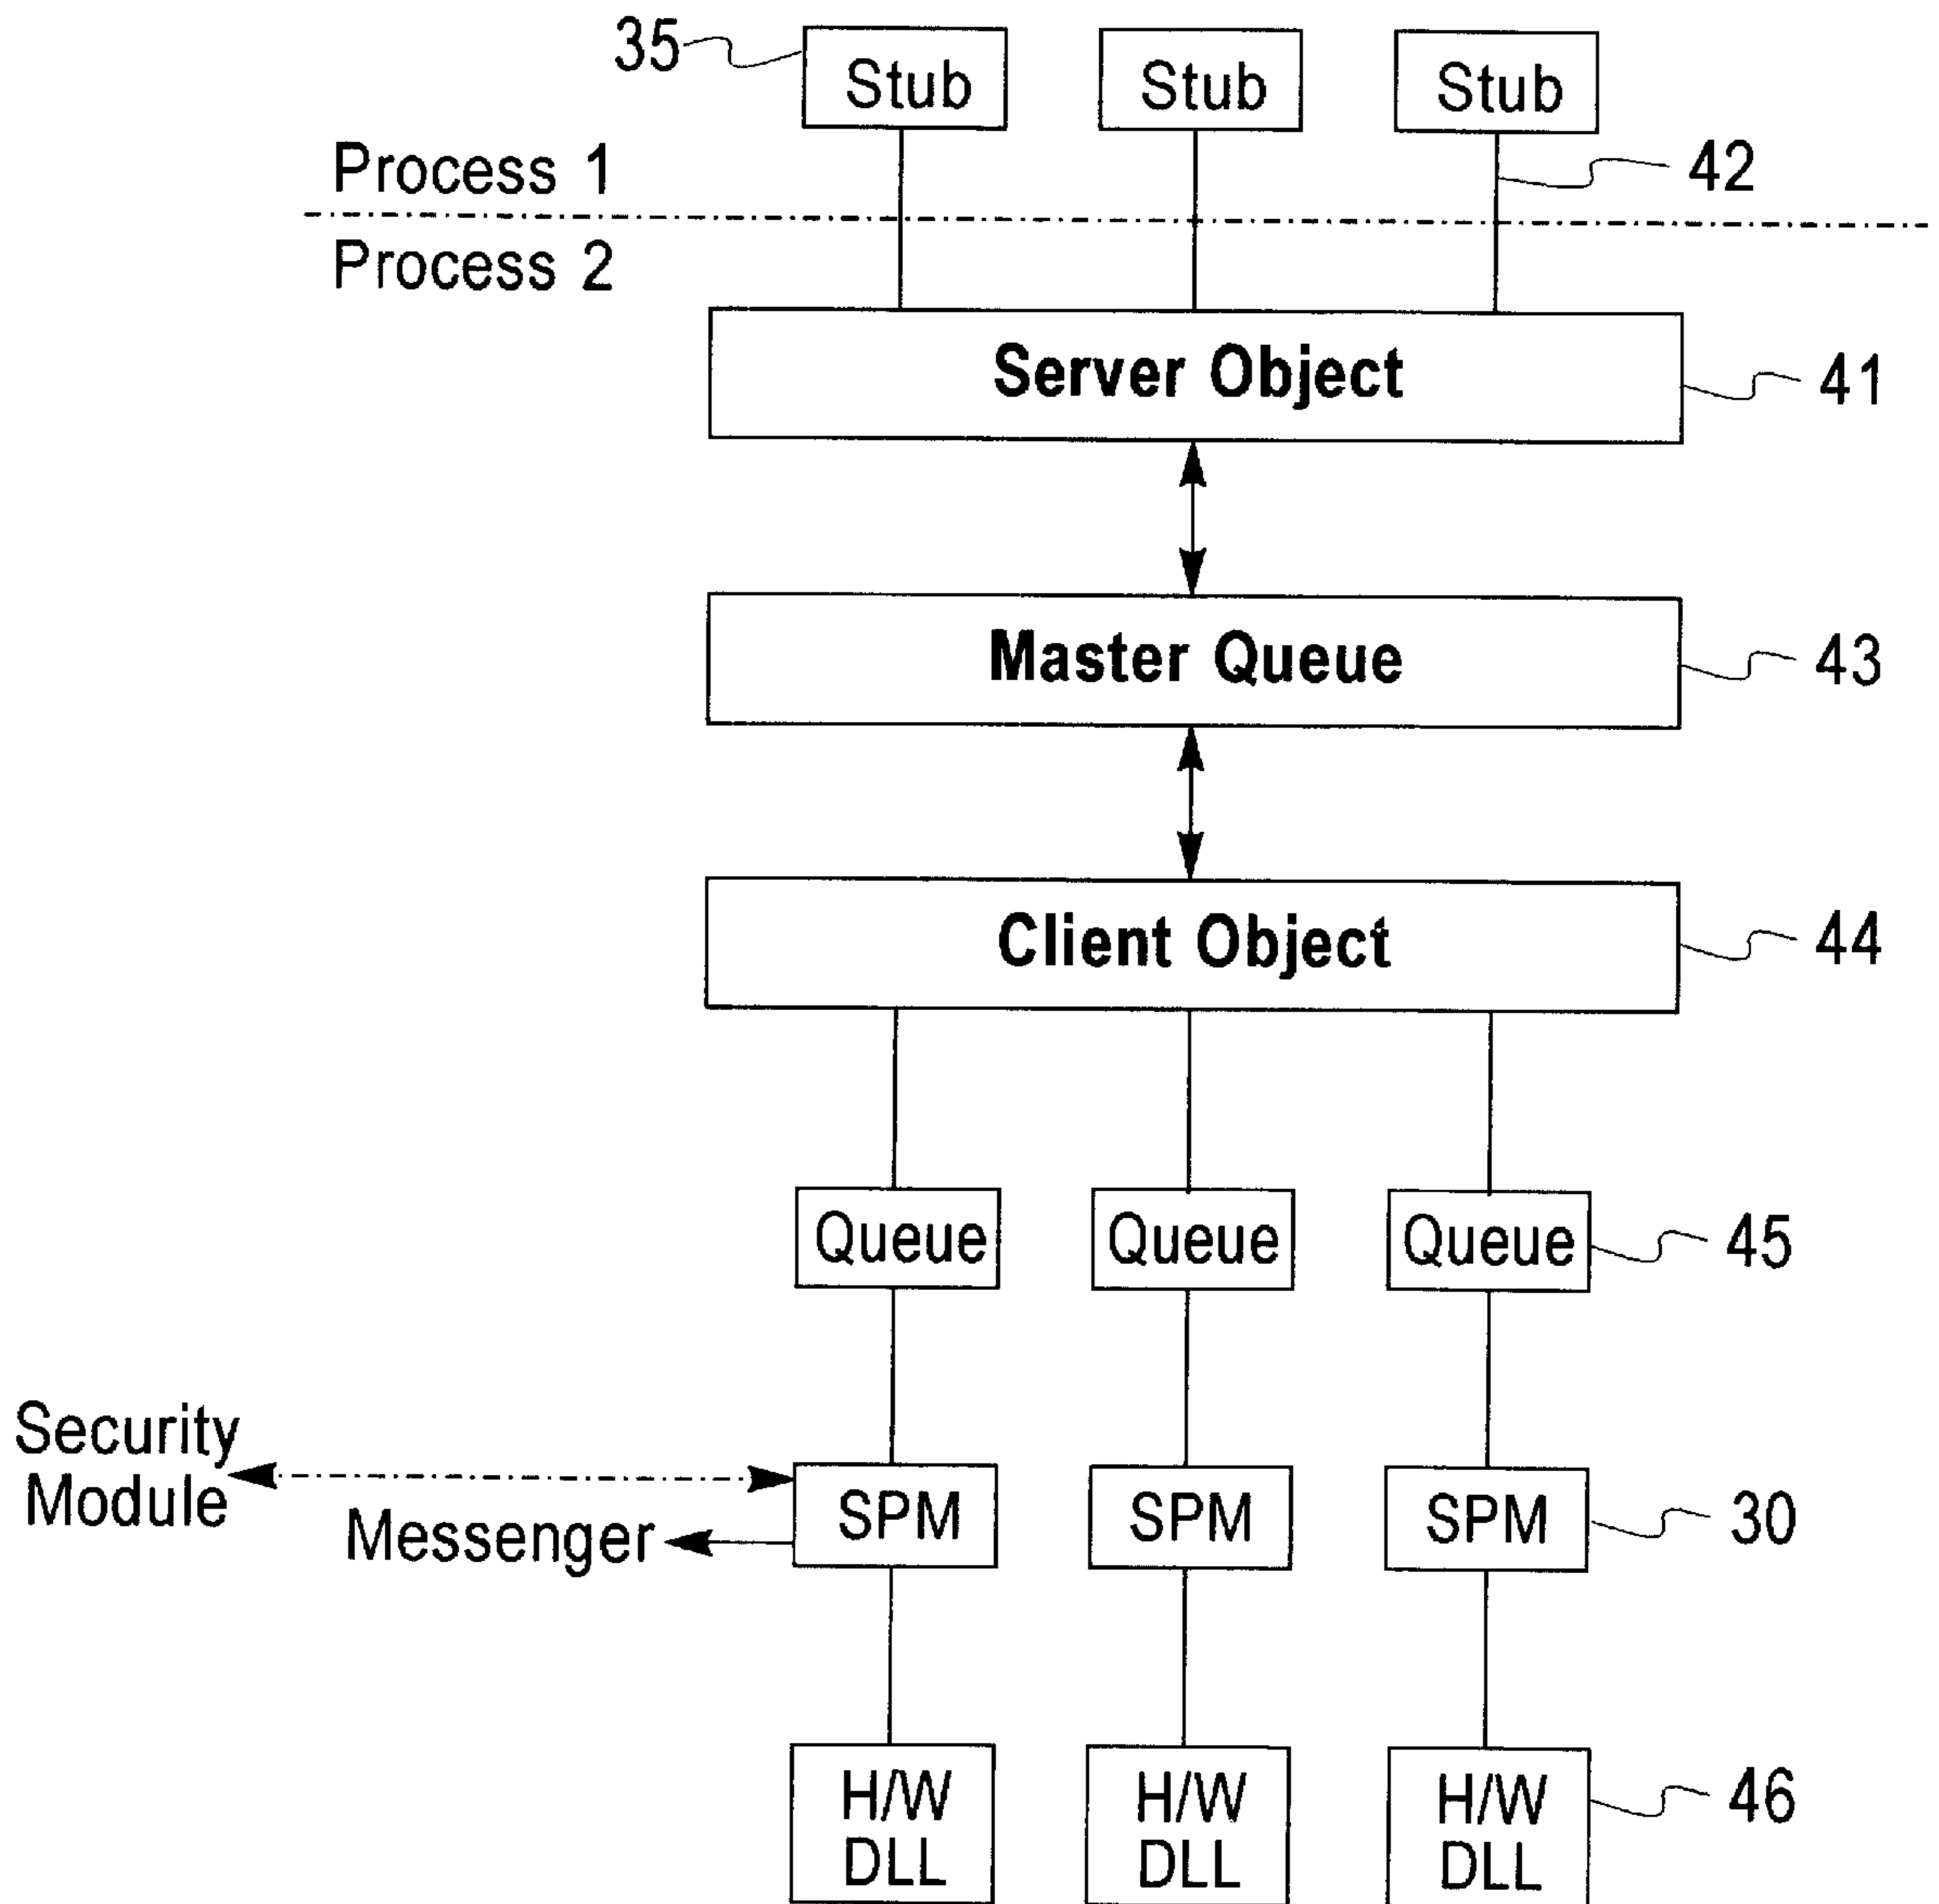 35
Stub
Stub
Stub
Process 1
42
Process 2
Server Object
41
Master Queue
43
Client Object
44
Queue
Queue
Queue
45
Security
Module
Messenger
SPM
SPM
SPM
30
H/W
DLL
H/W
DLL
H/W
DLL
46